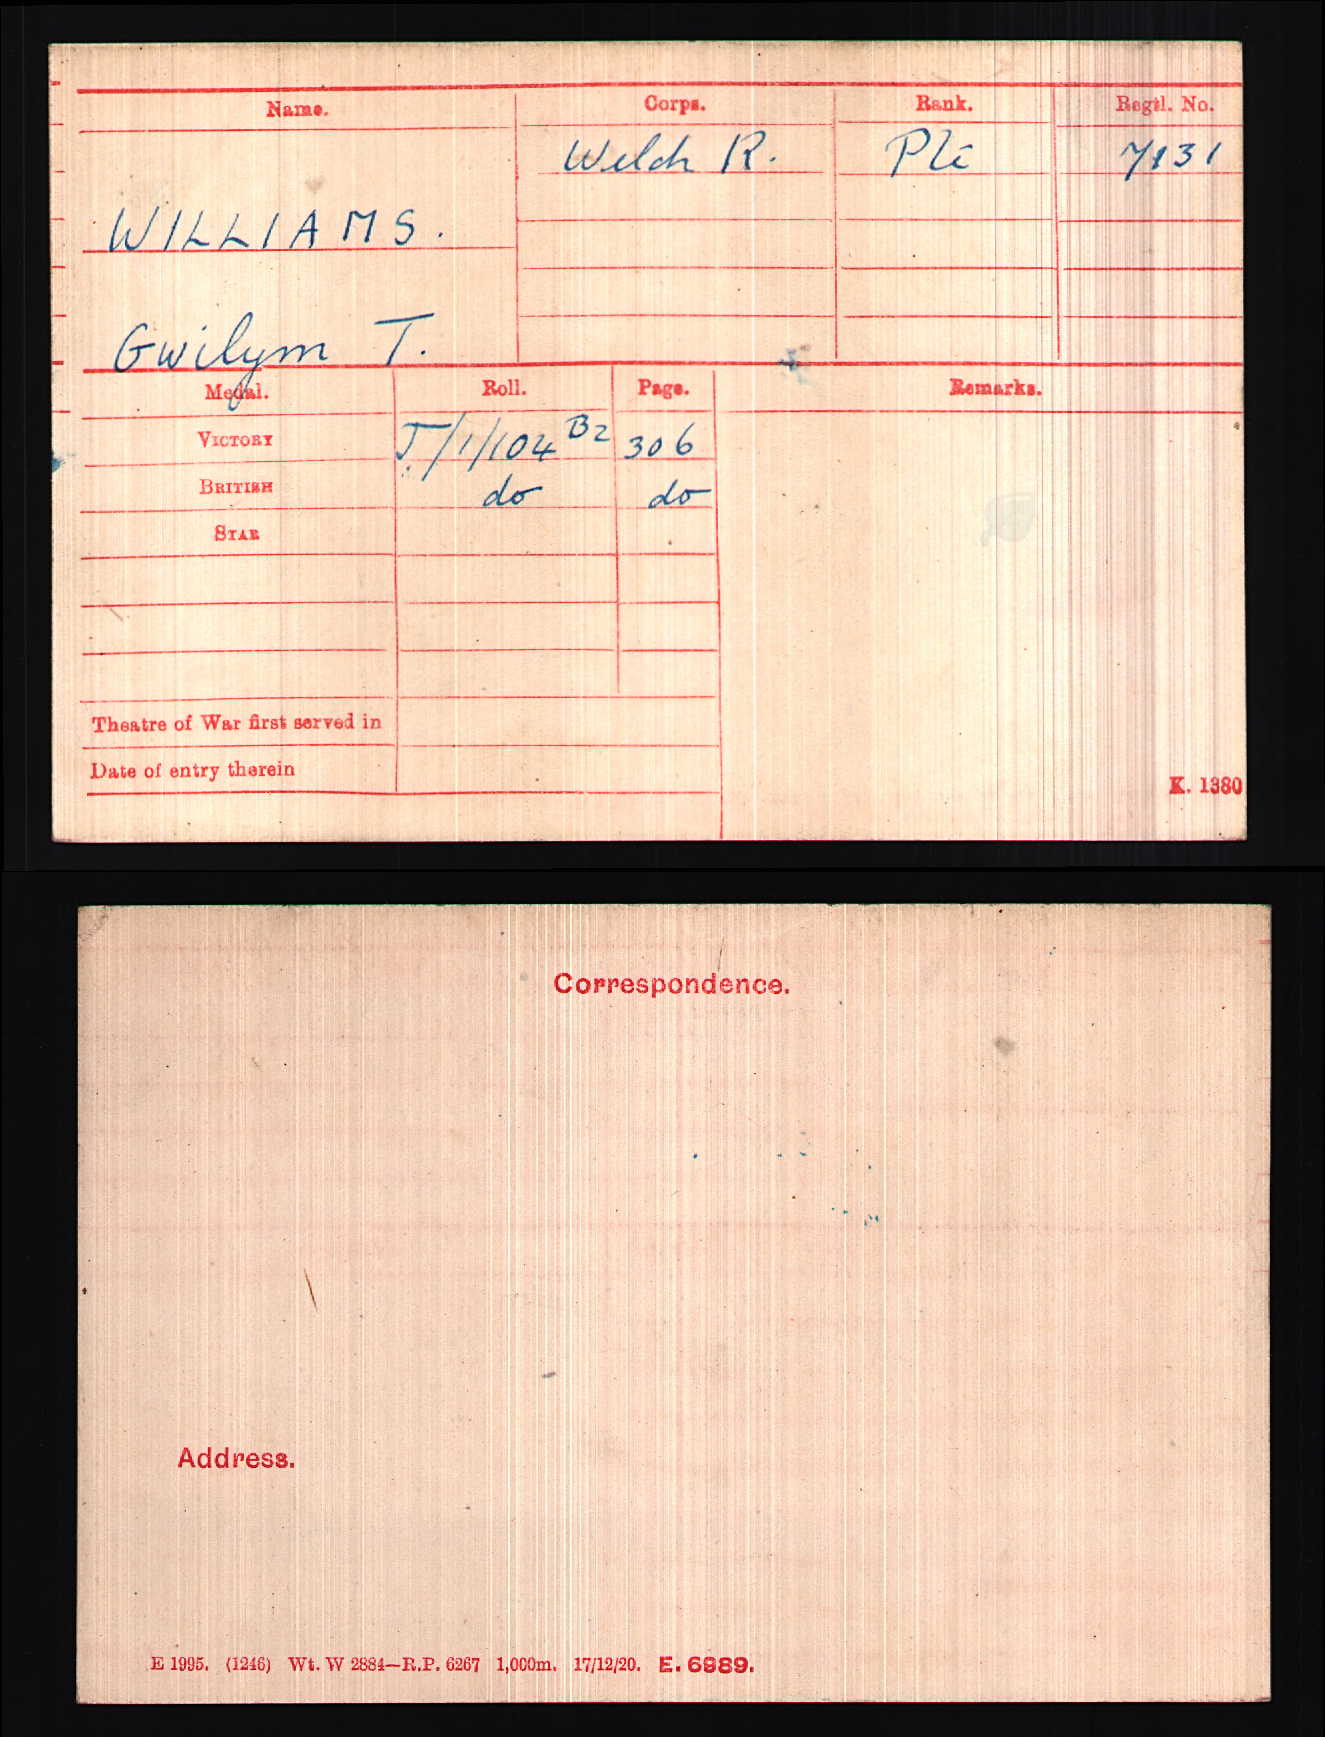 Name. Corps. Rank. Regtl. No.
Welch R. Pte 7131
WILLIAMS.
Gwilym T.
Medal. Roll. Page. Remarks.
VICTORY J/1/104 B2 306
BRITISH do do
STAR
Theatre of War first served in
Date of entry therein
K. 1380
Correspondence.
Address.
E 1995. (1246) Wt. W 2884—R.P. 6267 1,000m. 17/12/20. E. 6989.